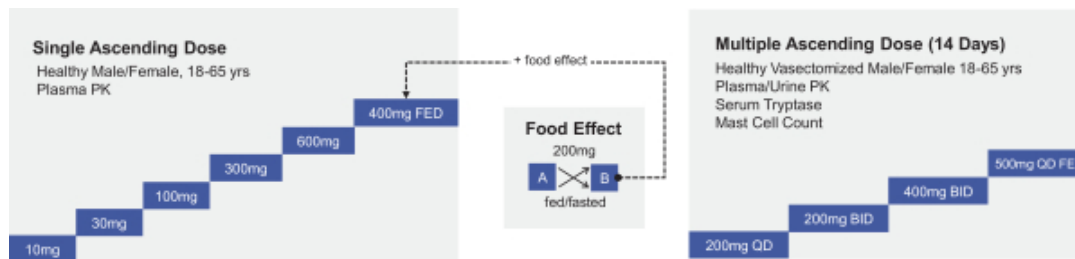 Single Ascending Dose
Healthy Male/Female, 18-65 yrs
Plasma PK
10mg
30mg
100mg
300mg
600mg
400mg FED
+ food effect
Food Effect
200mg
A
B
fed/fasted
Multiple Ascending Dose (14 Days)
Healthy Vasectomized Male/Female 18-65 yrs
Plasma/Urine PK
Serum Tryptase
Mast Cell Count
200mg QD
200mg BID
400mg BID
500mg QD FE